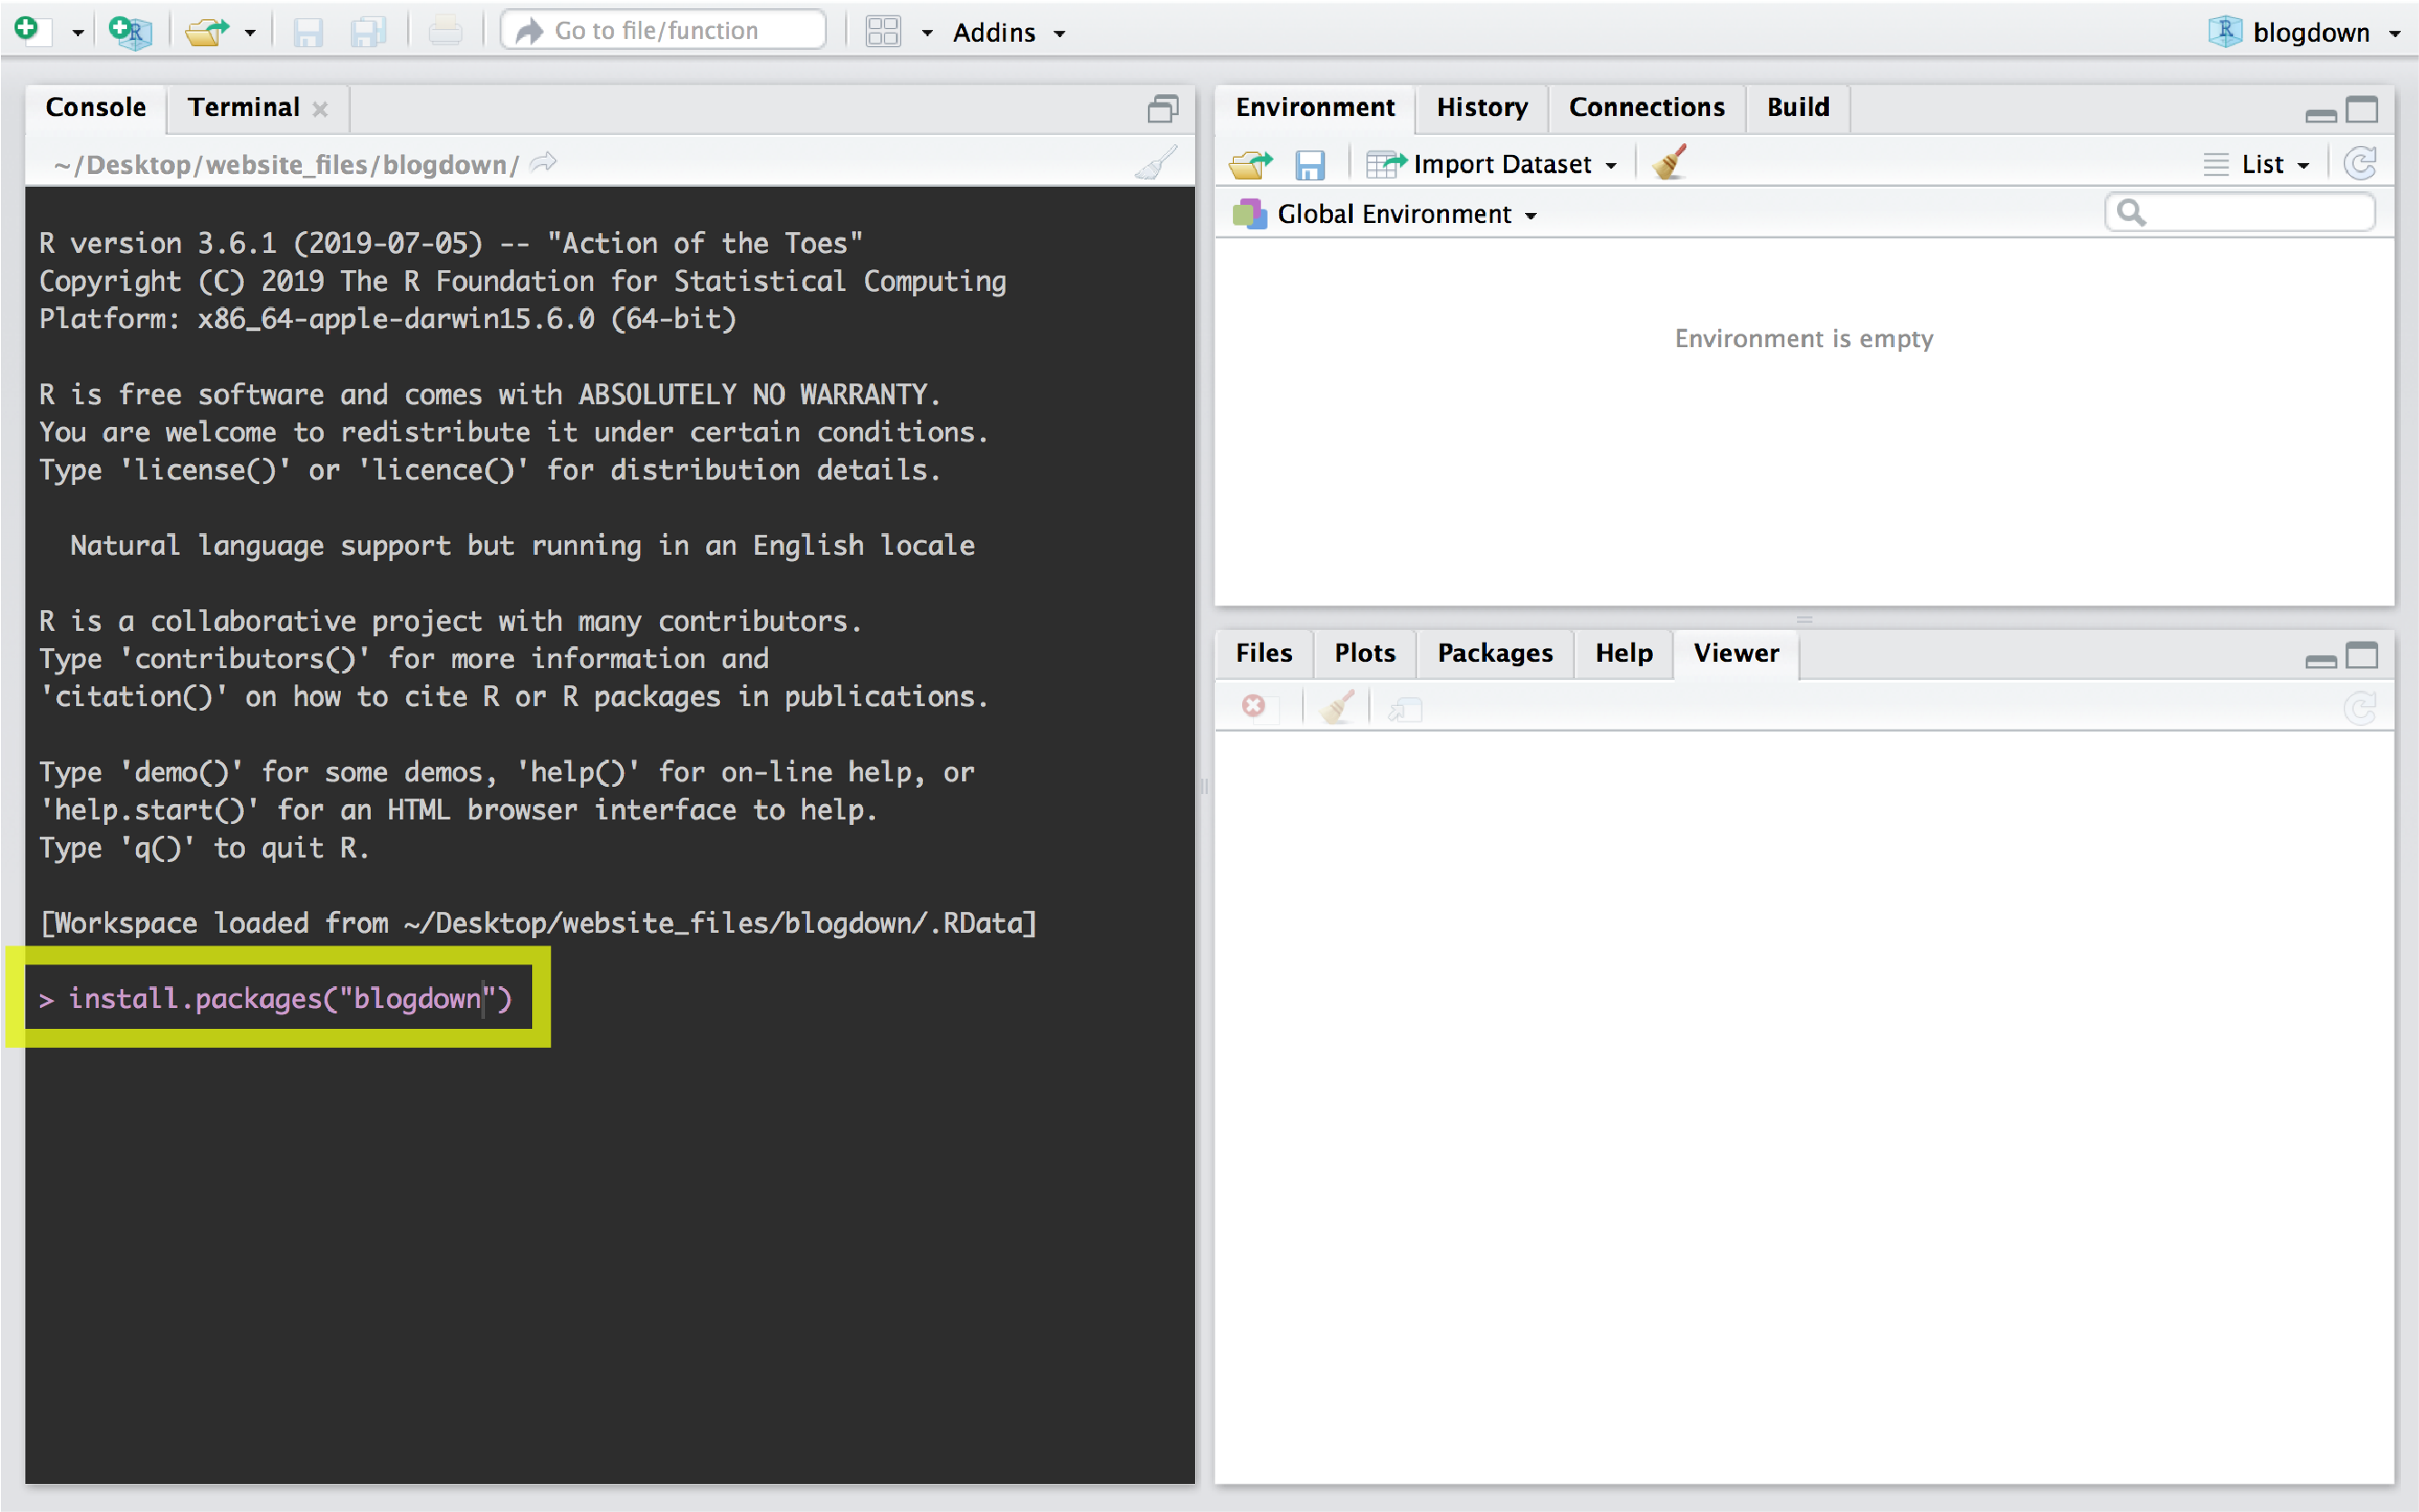 Go to file/function
Addins
blogdown
Console Terminal
~/Desktop/website_files/blogdown/
R version 3.6.1 (2019-07-05) -- "Action of the Toes"
Copyright (C) 2019 The R Foundation for Statistical Computing
Platform: x86_64-apple-darwin15.6.0 (64-bit)
R is free software and comes with ABSOLUTELY NO WARRANTY.
You are welcome to redistribute it under certain conditions.
Type 'license()' or 'licence()' for distribution details.
Natural language support but running in an English locale
R is a collaborative project with many contributors.
Type 'contributors()' for more information and
'citation()' on how to cite R or R packages in publications.
Type 'demo()' for some demos, 'help()' for on-line help, or
'help.start()' for an HTML browser interface to help.
Type 'q()' to quit R.
[Workspace loaded from ~/Desktop/website_files/blogdown/.RData]
> install.packages("blogdown")
Environment History Connections Build
Import Dataset
List
Global Environment
Environment is empty
Files Plots Packages Help Viewer